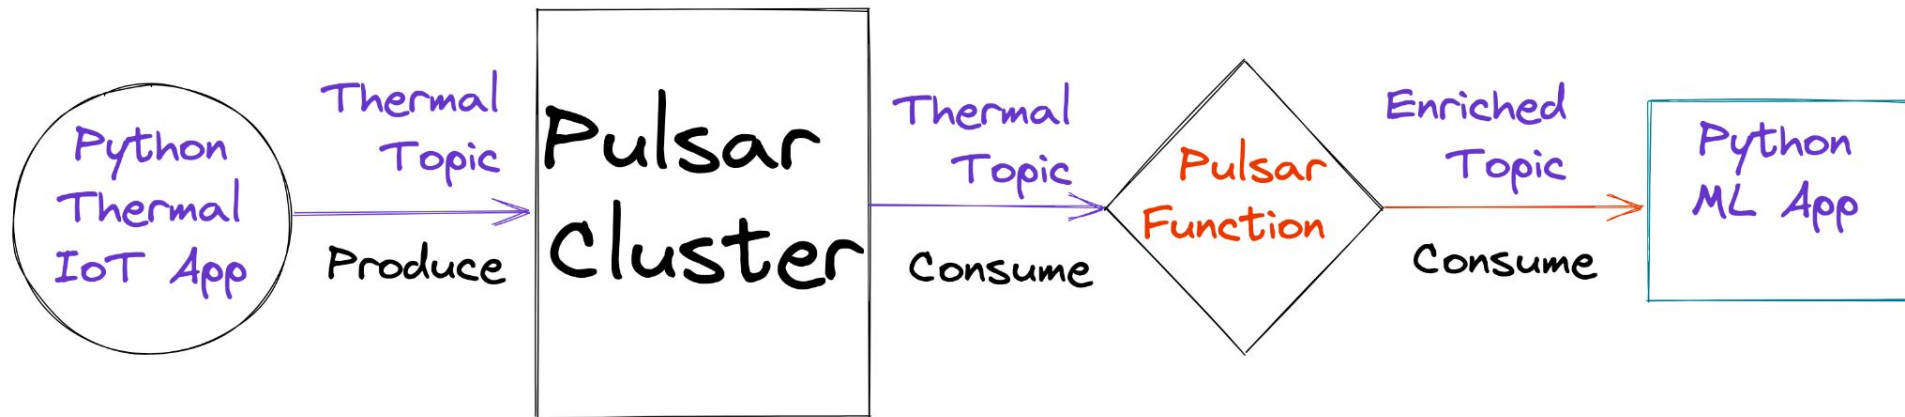 Python
Thermal
IoT App
Thermal
Topic
Produce
Pulsar
Cluster
Thermal
Topic
Consume
Pulsar
Function
Enriched
Topic
Consume
Python
ML App